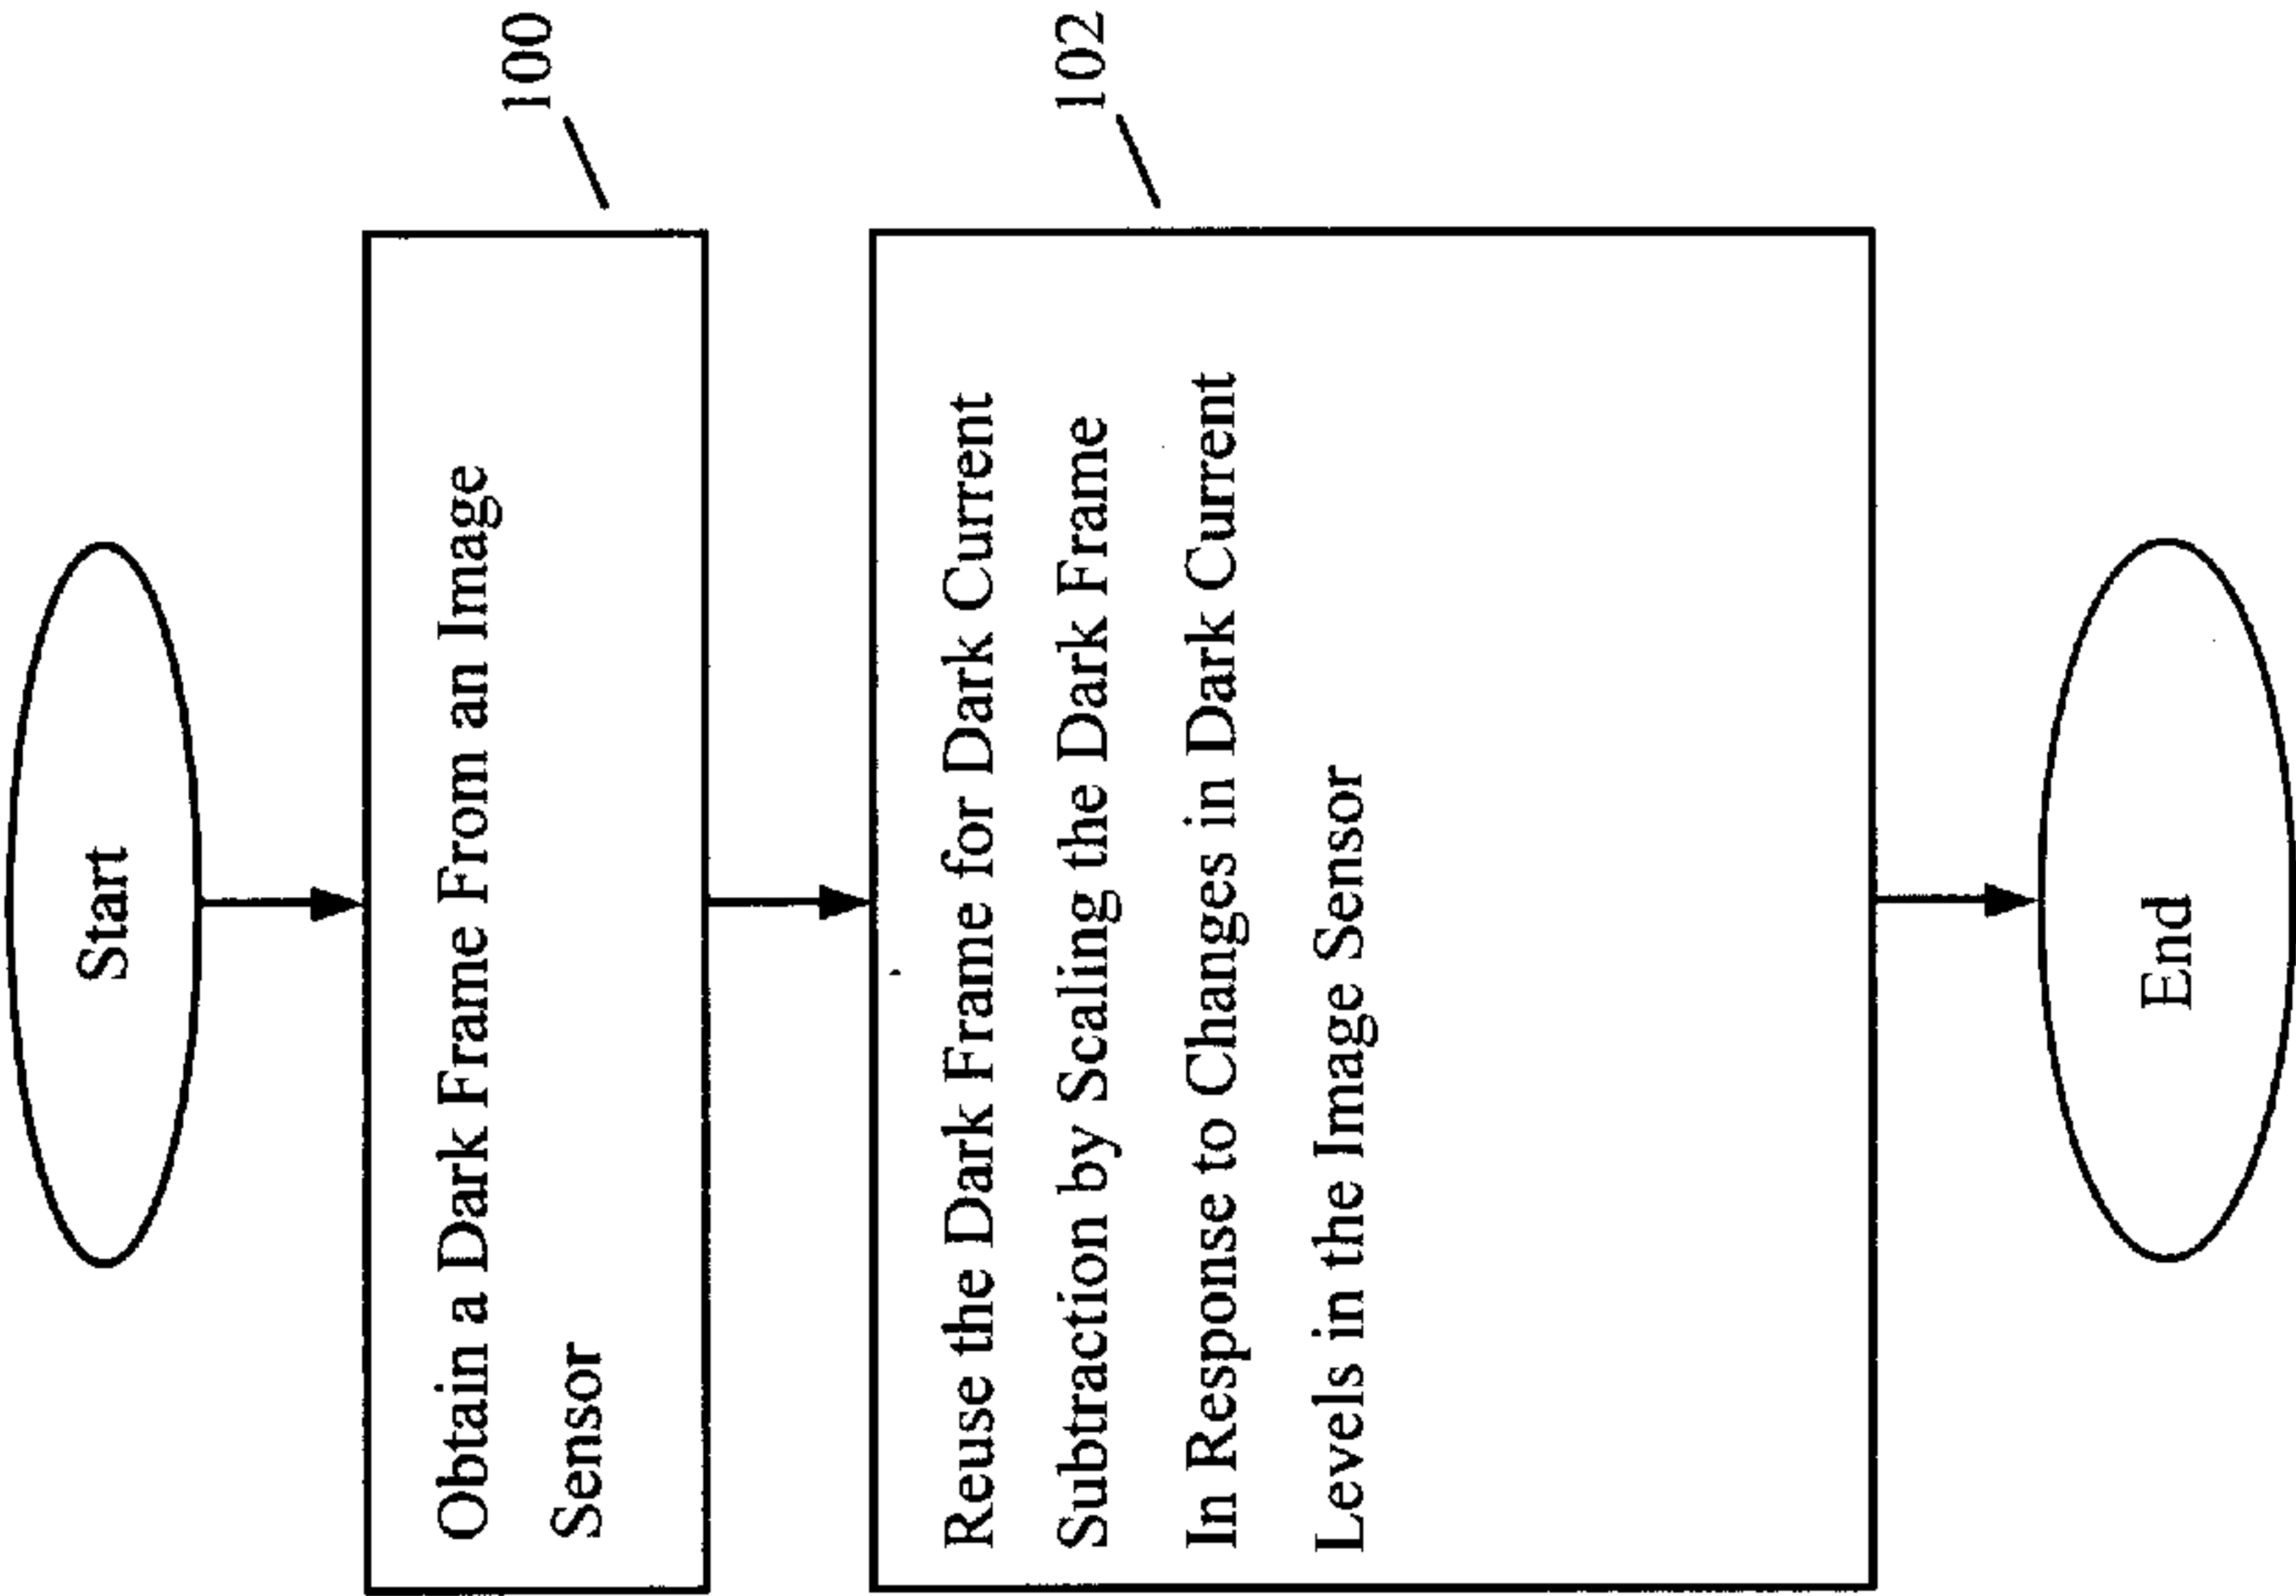 Start
Obtain a Dark Frame From an Image
Sensor
100
Reuse the Dark Frame for Dark Current
Subtraction by Scaling the Dark Frame
In Response to Changes in Dark Current
Levels in the Image Sensor
102
End